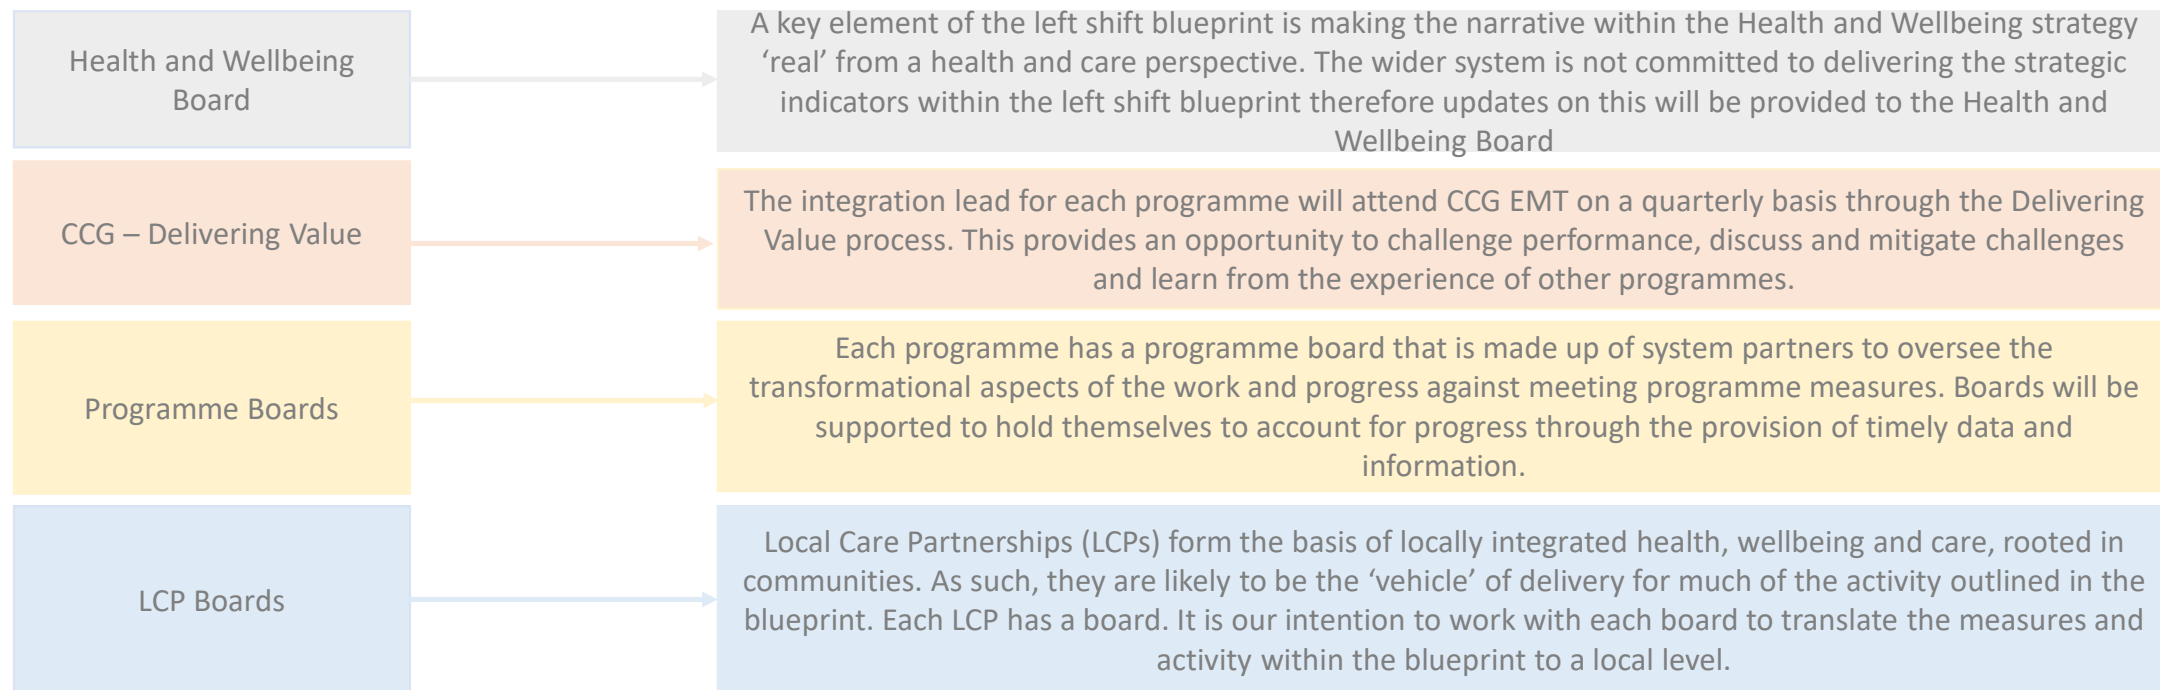 Health and Wellbeing
Board
A key element of the left shift blueprint is making the narrative within the Health and Wellbeing strategy
‘real’ from a health and care perspective. The wider system is not committed to delivering the strategic
indicators within the left shift blueprint therefore updates on this will be provided to the Health and
Wellbeing Board
CCG – Delivering Value
The integration lead for each programme will attend CCG EMT on a quarterly basis through the Delivering
Value process. This provides an opportunity to challenge performance, discuss and mitigate challenges
and learn from the experience of other programmes.
Programme Boards
Each programme has a programme board that is made up of system partners to oversee the
transformational aspects of the work and progress against meeting programme measures. Boards will be
supported to hold themselves to account for progress through the provision of timely data and
information.
LCP Boards
Local Care Partnerships (LCPs) form the basis of locally integrated health, wellbeing and care, rooted in
communities. As such, they are likely to be the ‘vehicle’ of delivery for much of the activity outlined in the
blueprint. Each LCP has a board. It is our intention to work with each board to translate the measures and
activity within the blueprint to a local level.